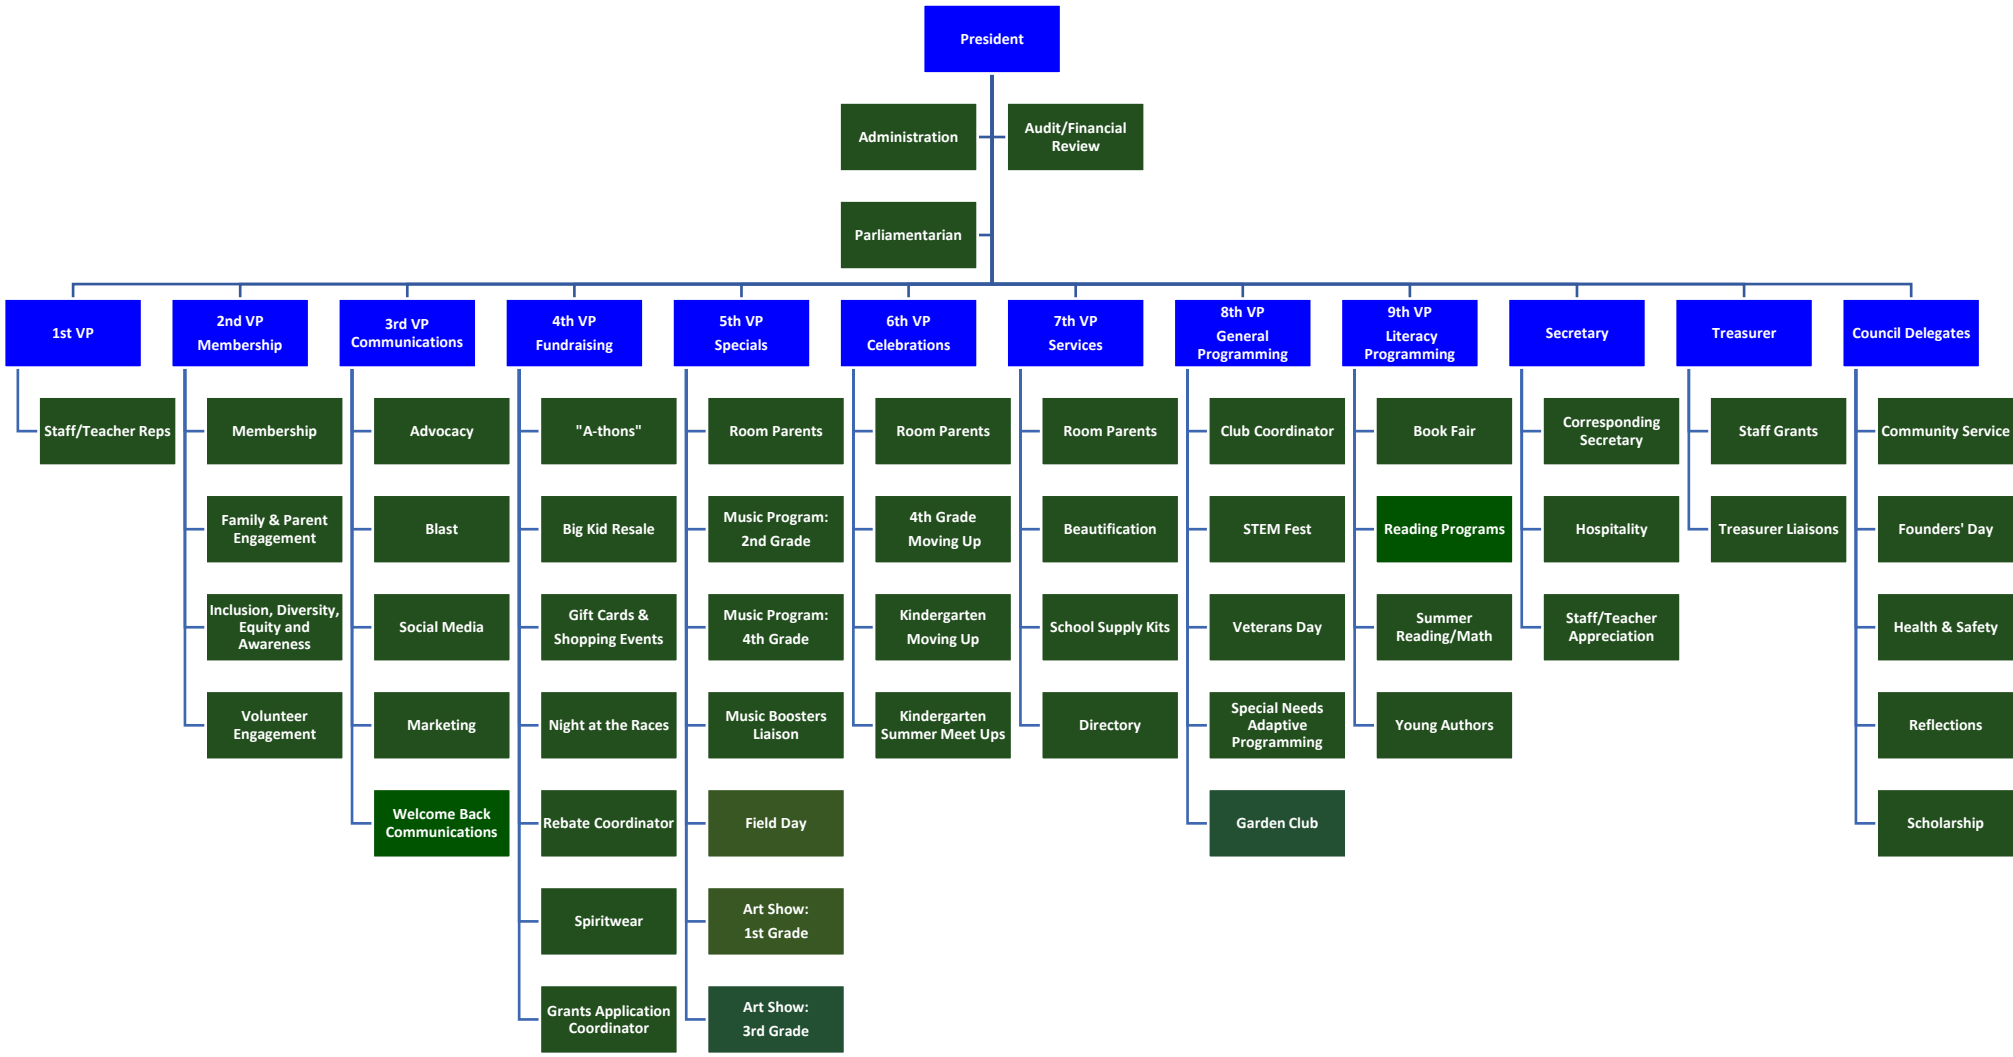 President
Administration
Audit/Financial
Review
Parliamentarian
1st VP
2nd VP
Membership
3rd VP
Communications
4th VP
Fundraising
5th VP
Specials
6th VP
Celebrations
7th VP
Services
8th VP
General
Programming
9th VP
Literacy
Programming
Secretary
Treasurer
Council Delegates
Staff/Teacher Reps
Membership
Family & Parent
Engagement
Inclusion, Diversity,
Equity and
Awareness
Volunteer
Engagement
Advocacy
Blast
Social Media
Marketing
Welcome Back
Communications
"A-thons"
Big Kid Resale
Gift Cards &
Shopping Events
Night at the Races
Rebate Coordinator
Spiritwear
Grants Application
Coordinator
Room Parents
Music Program:
2nd Grade
Music Program:
4th Grade
Music Boosters
Liaison
Field Day
Art Show:
1st Grade
Art Show:
3rd Grade
Room Parents
4th Grade
Moving Up
Kindergarten
Moving Up
Kindergarten
Summer Meet Ups
Room Parents
Beautification
School Supply Kits
Directory
Club Coordinator
STEM Fest
Veterans Day
Special Needs
Adaptive
Programming
Garden Club
Book Fair
Reading Programs
Summer
Reading/Math
Young Authors
Corresponding
Secretary
Hospitality
Staff/Teacher
Appreciation
Staff Grants
Treasurer Liaisons
Community Service
Founders' Day
Health & Safety
Reflections
Scholarship